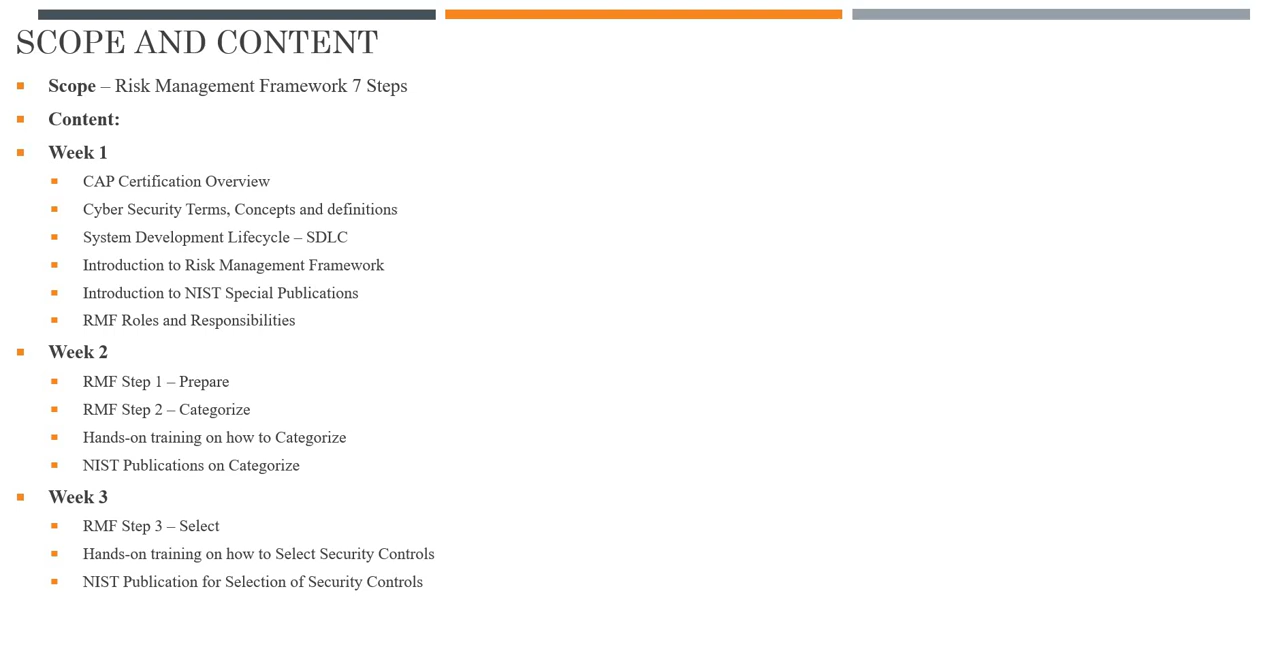 SCOPE AND CONTENT
Scope – Risk Management Framework 7 Steps
Content:
Week 1
CAP Certification Overview
Cyber Security Terms, Concepts and definitions
System Development Lifecycle – SDLC
Introduction to Risk Management Framework
Introduction to NIST Special Publications
RMF Roles and Responsibilities
Week 2
RMF Step 1 – Prepare
RMF Step 2 – Categorize
Hands-on training on how to Categorize
NIST Publications on Categorize
Week 3
RMF Step 3 – Select
Hands-on training on how to Select Security Controls
NIST Publication for Selection of Security Controls